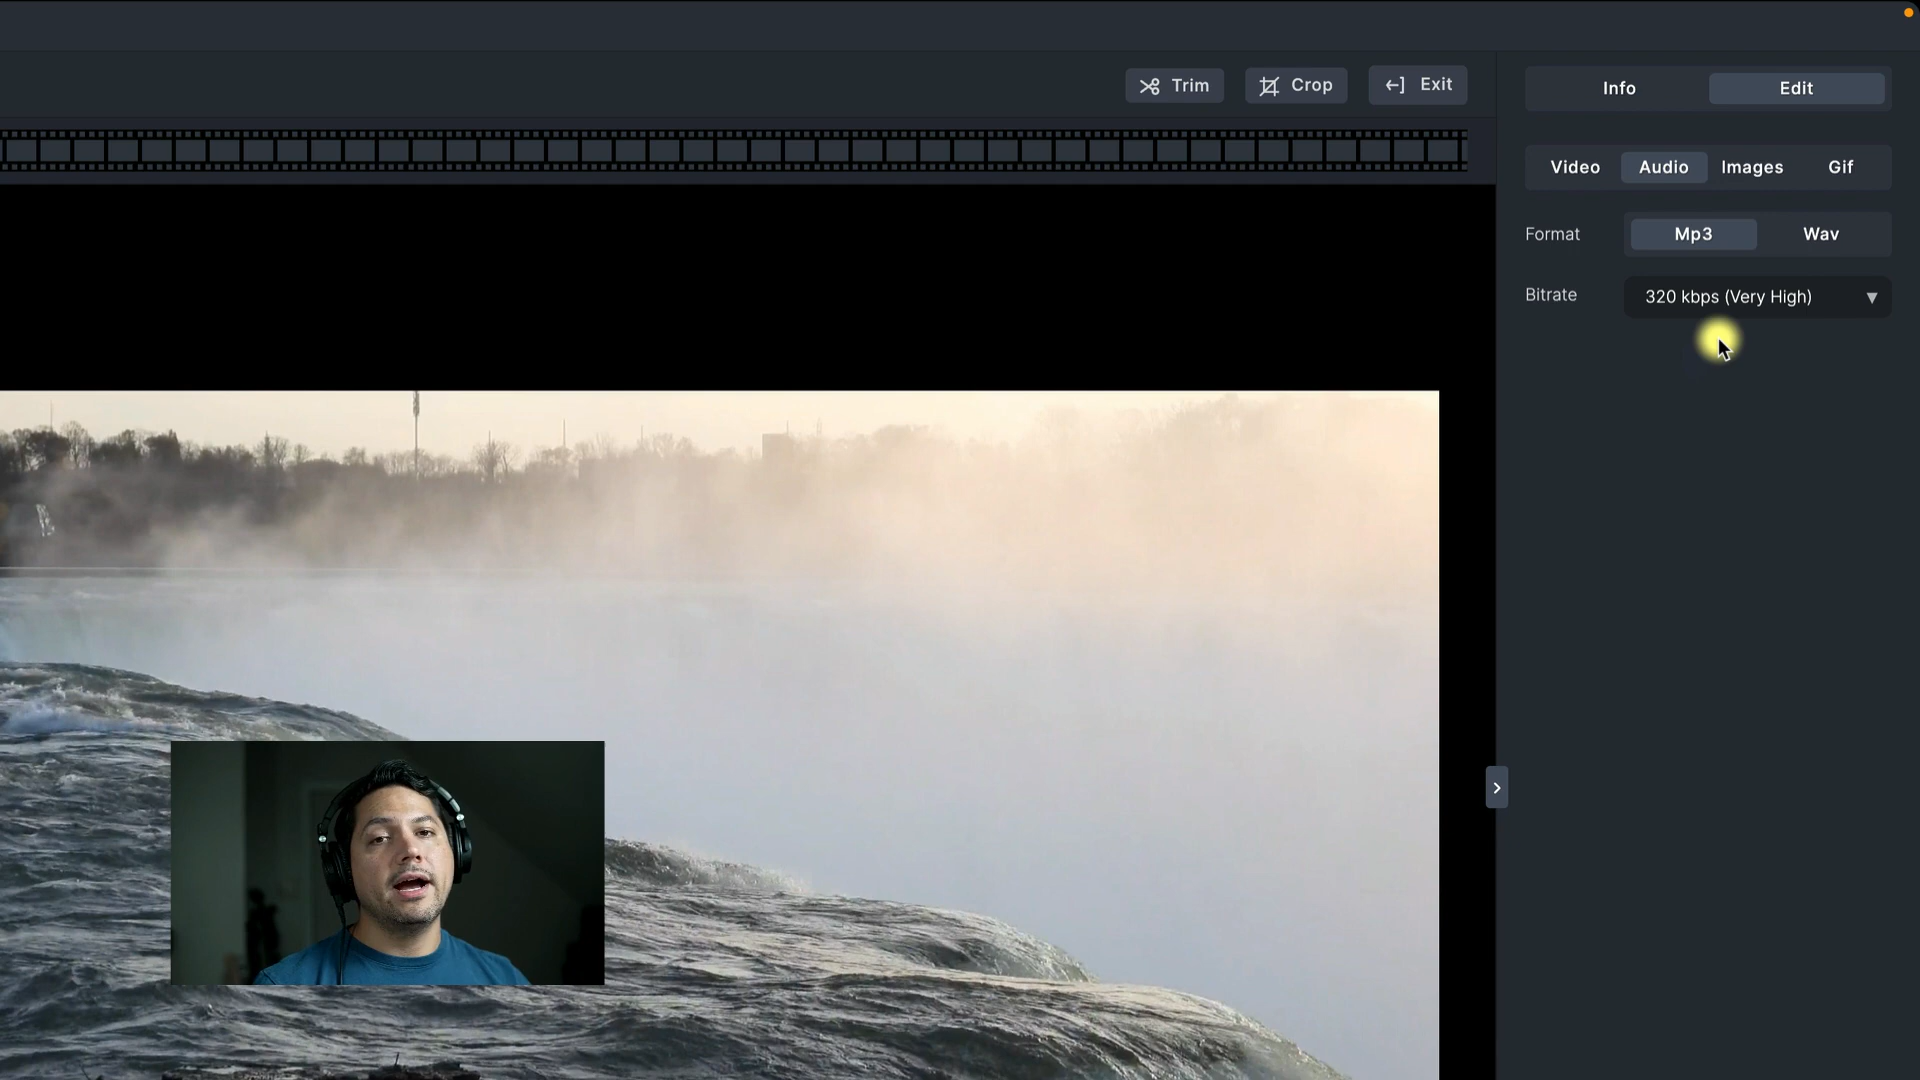 Trim Crop Exit
Info Edit
Video Audio Images Gif
Format Mp3 Wav
Bitrate 320 kbps (Very High)